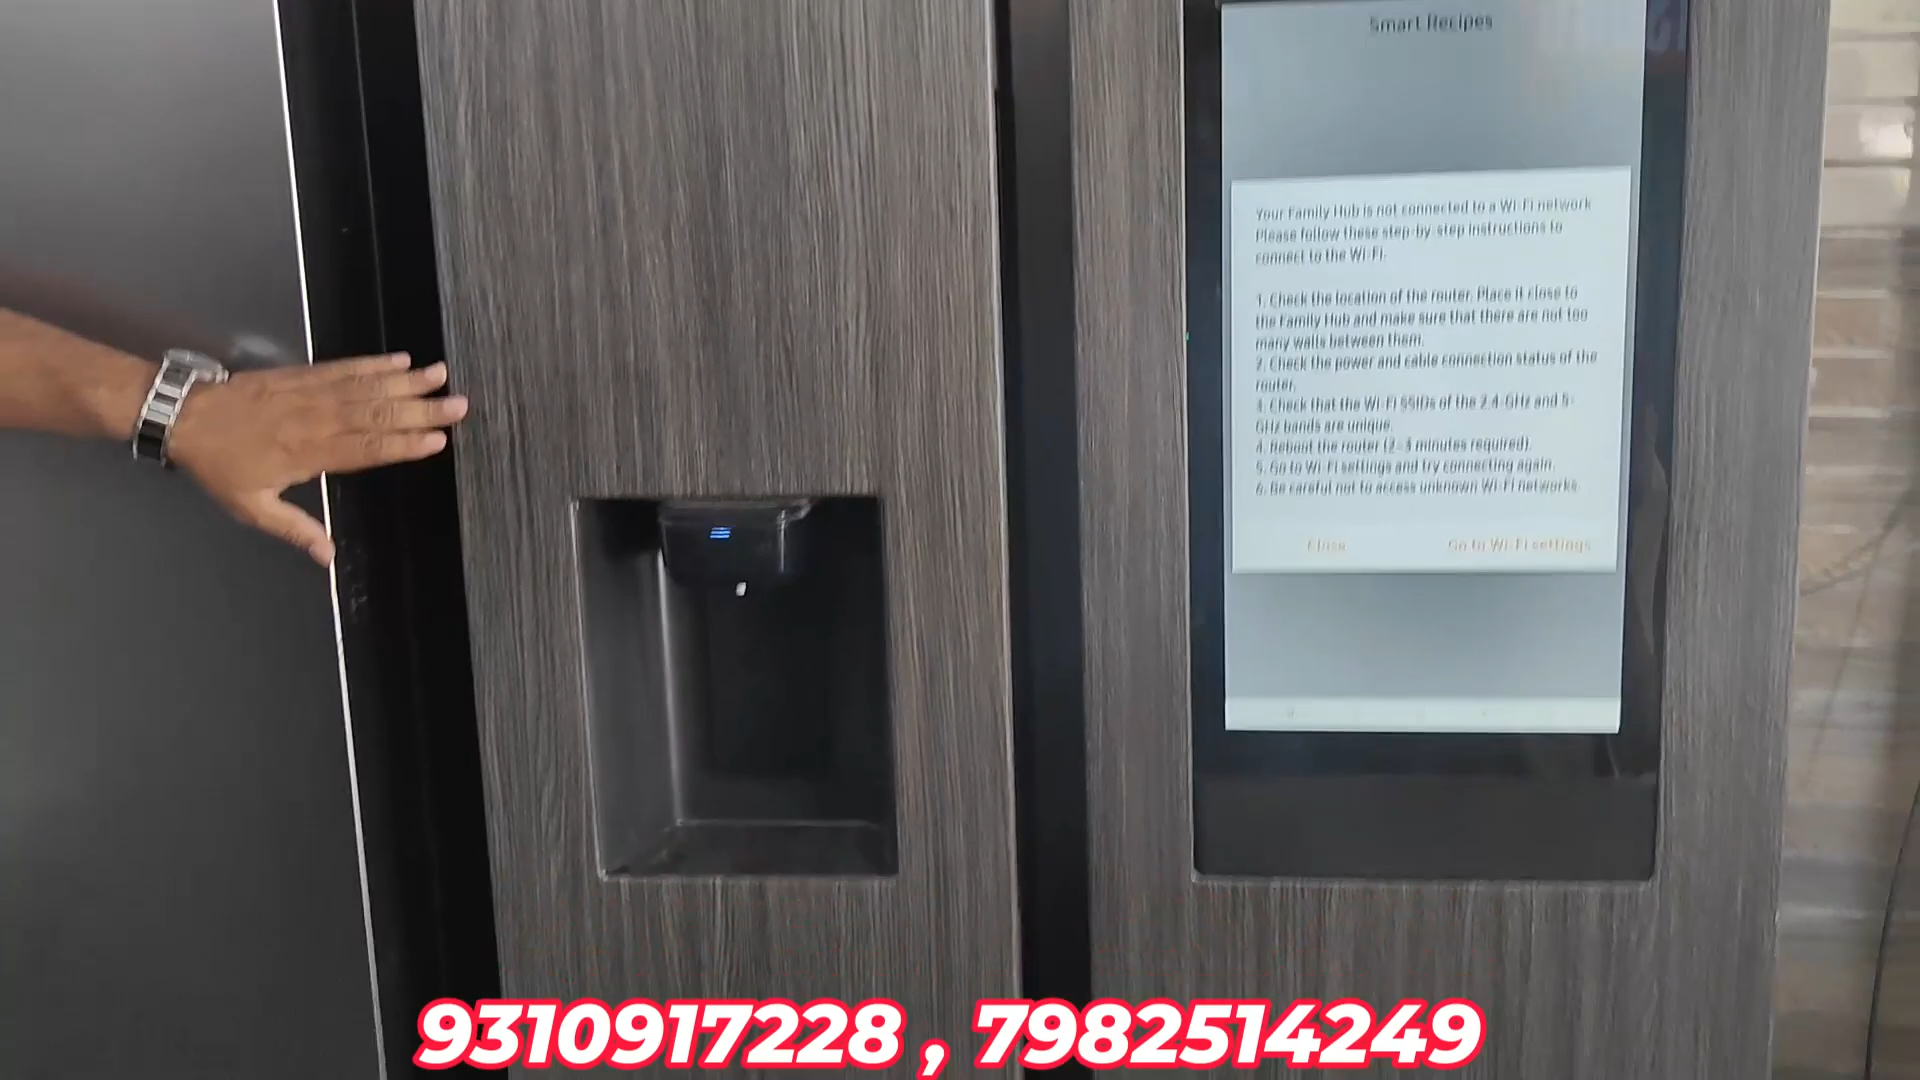 Smart Recipes
Your Family Hub is not connected to a Wi-Fi network
Please follow these step-by-step instructions to
connect to the Wi-Fi.
1. Check the location of the router. Place it close to
the Family Hub and make sure that there are not too
many walls between them.
2. Check the power and cable connection status of the
router.
3. Check that the Wi-Fi SSIDs of the 2.4-GHz and 5-
GHz bands are unique.
4. Reboot the router (2-3 minutes required).
5. Go to Wi-Fi settings and try connecting again.
6. Be careful not to access unknown Wi-Fi networks.
Close
Go to Wi-Fi settings
9310917228 , 7982514249